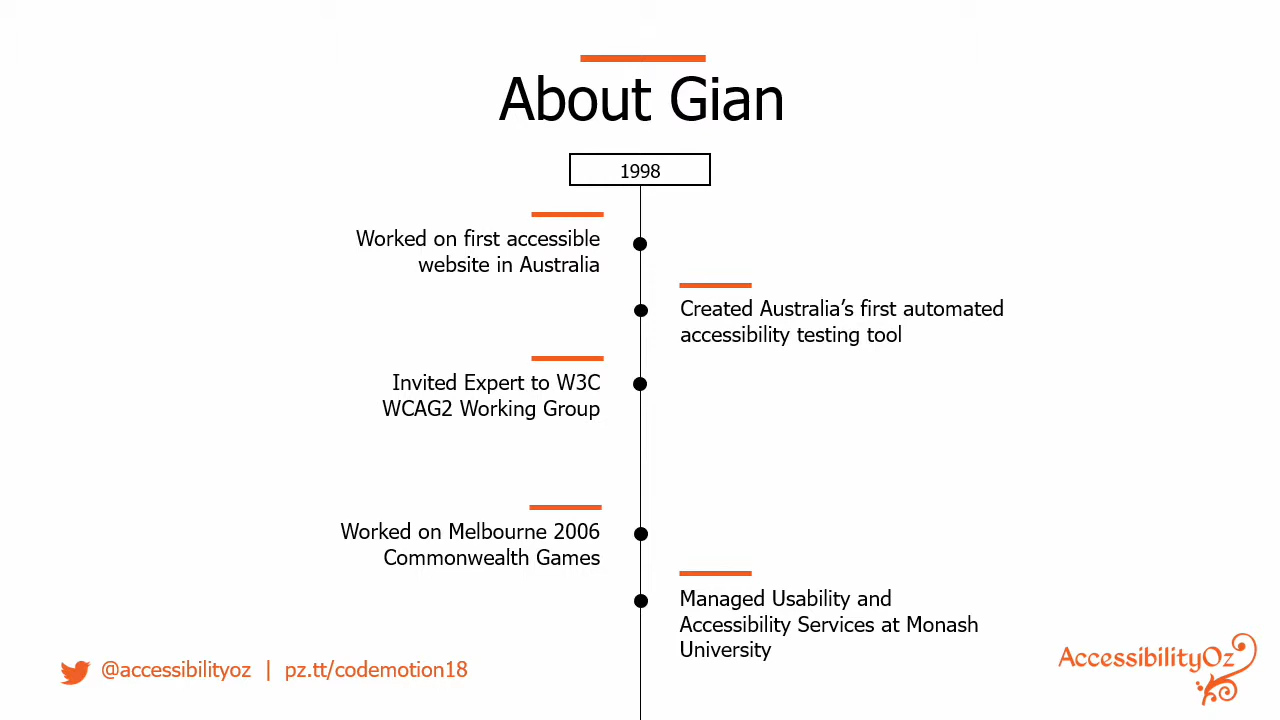 About Gian
1998
Worked on first accessible
website in Australia
Created Australia’s first automated
accessibility testing tool
Invited Expert to W3C
WCAG2 Working Group
Worked on Melbourne 2006
Commonwealth Games
Managed Usability and
Accessibility Services at Monash
University
@accessibilityoz | pz.tt/codemotion18
AccessibilityOz